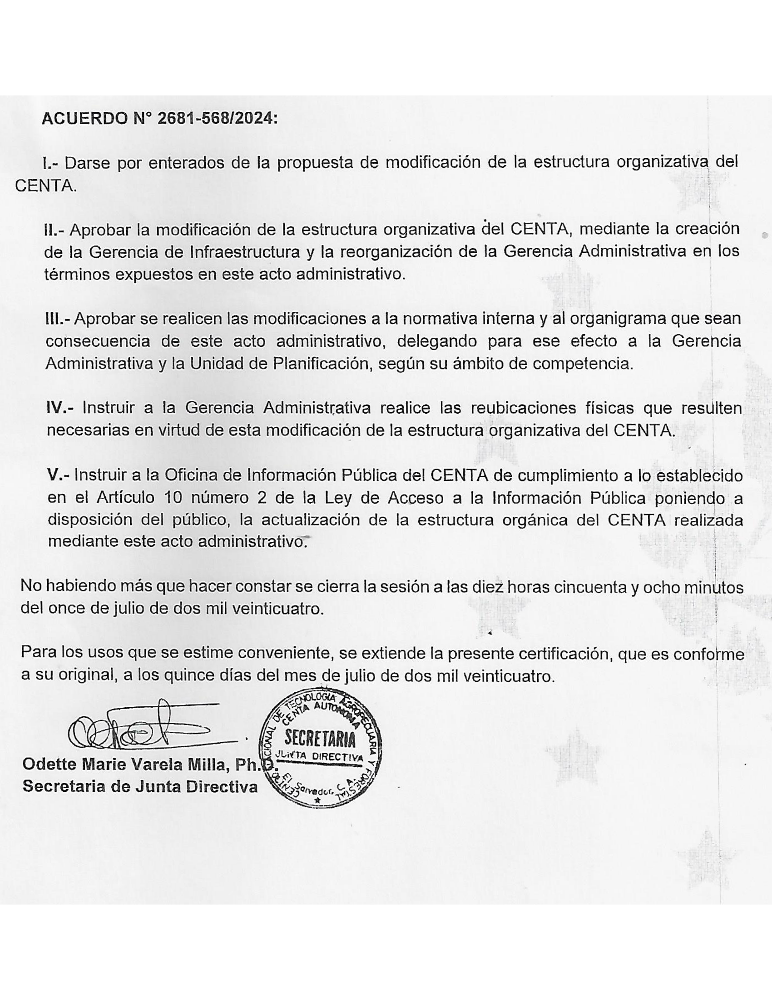 ACUERDO N° 2681-568/2024:
I.- Darse por enterados de la propuesta de modificación de la estructura organizativa del
CENTA.
II.- Aprobar la modificación de la estructura organizativa del CENTA, mediante la creación
de la Gerencia de Infraestructura y la reorganización de la Gerencia Administrativa en los
términos expuestos en este acto administrativo.
III.- Aprobar se realicen las modificaciones a la normativa interna y al organigrama que sean
consecuencia de este acto administrativo, delegando para ese efecto a la Gerencia
Administrativa y la Unidad de Planificación, según su ámbito de competencia.
IV.- Instruir a la Gerencia Administrativa realice las reubicaciones físicas que resulten
necesarias en virtud de esta modificación de la estructura organizativa del CENTA.
V.- Instruir a la Oficina de Información Pública del CENTA de cumplimiento a lo establecido
en el Artículo 10 número 2 de la Ley de Acceso a la Información Pública poniendo a
disposición del público, la actualización de la estructura orgánica del CENTA realizada
mediante este acto administrativo.
No habiendo más que hacer constar se cierra la sesión a las diez horas cincuenta y ocho minutos
del once de julio de dos mil veinticuatro.
Para los usos que se estime conveniente, se extiende la presente certificación, que es conforme
a su original, a los quince días del mes de julio de dos mil veinticuatro.
Odette Marie Varela Milla, Ph.D.
Secretaria de Junta Directiva
CENTRO NACIONAL DE TECNOLOGIA AGROPECUARIA Y FORESTAL
CENTA AUTONOMA
SECRETARIA
JUNTA DIRECTIVA
El Salvador, C. A.